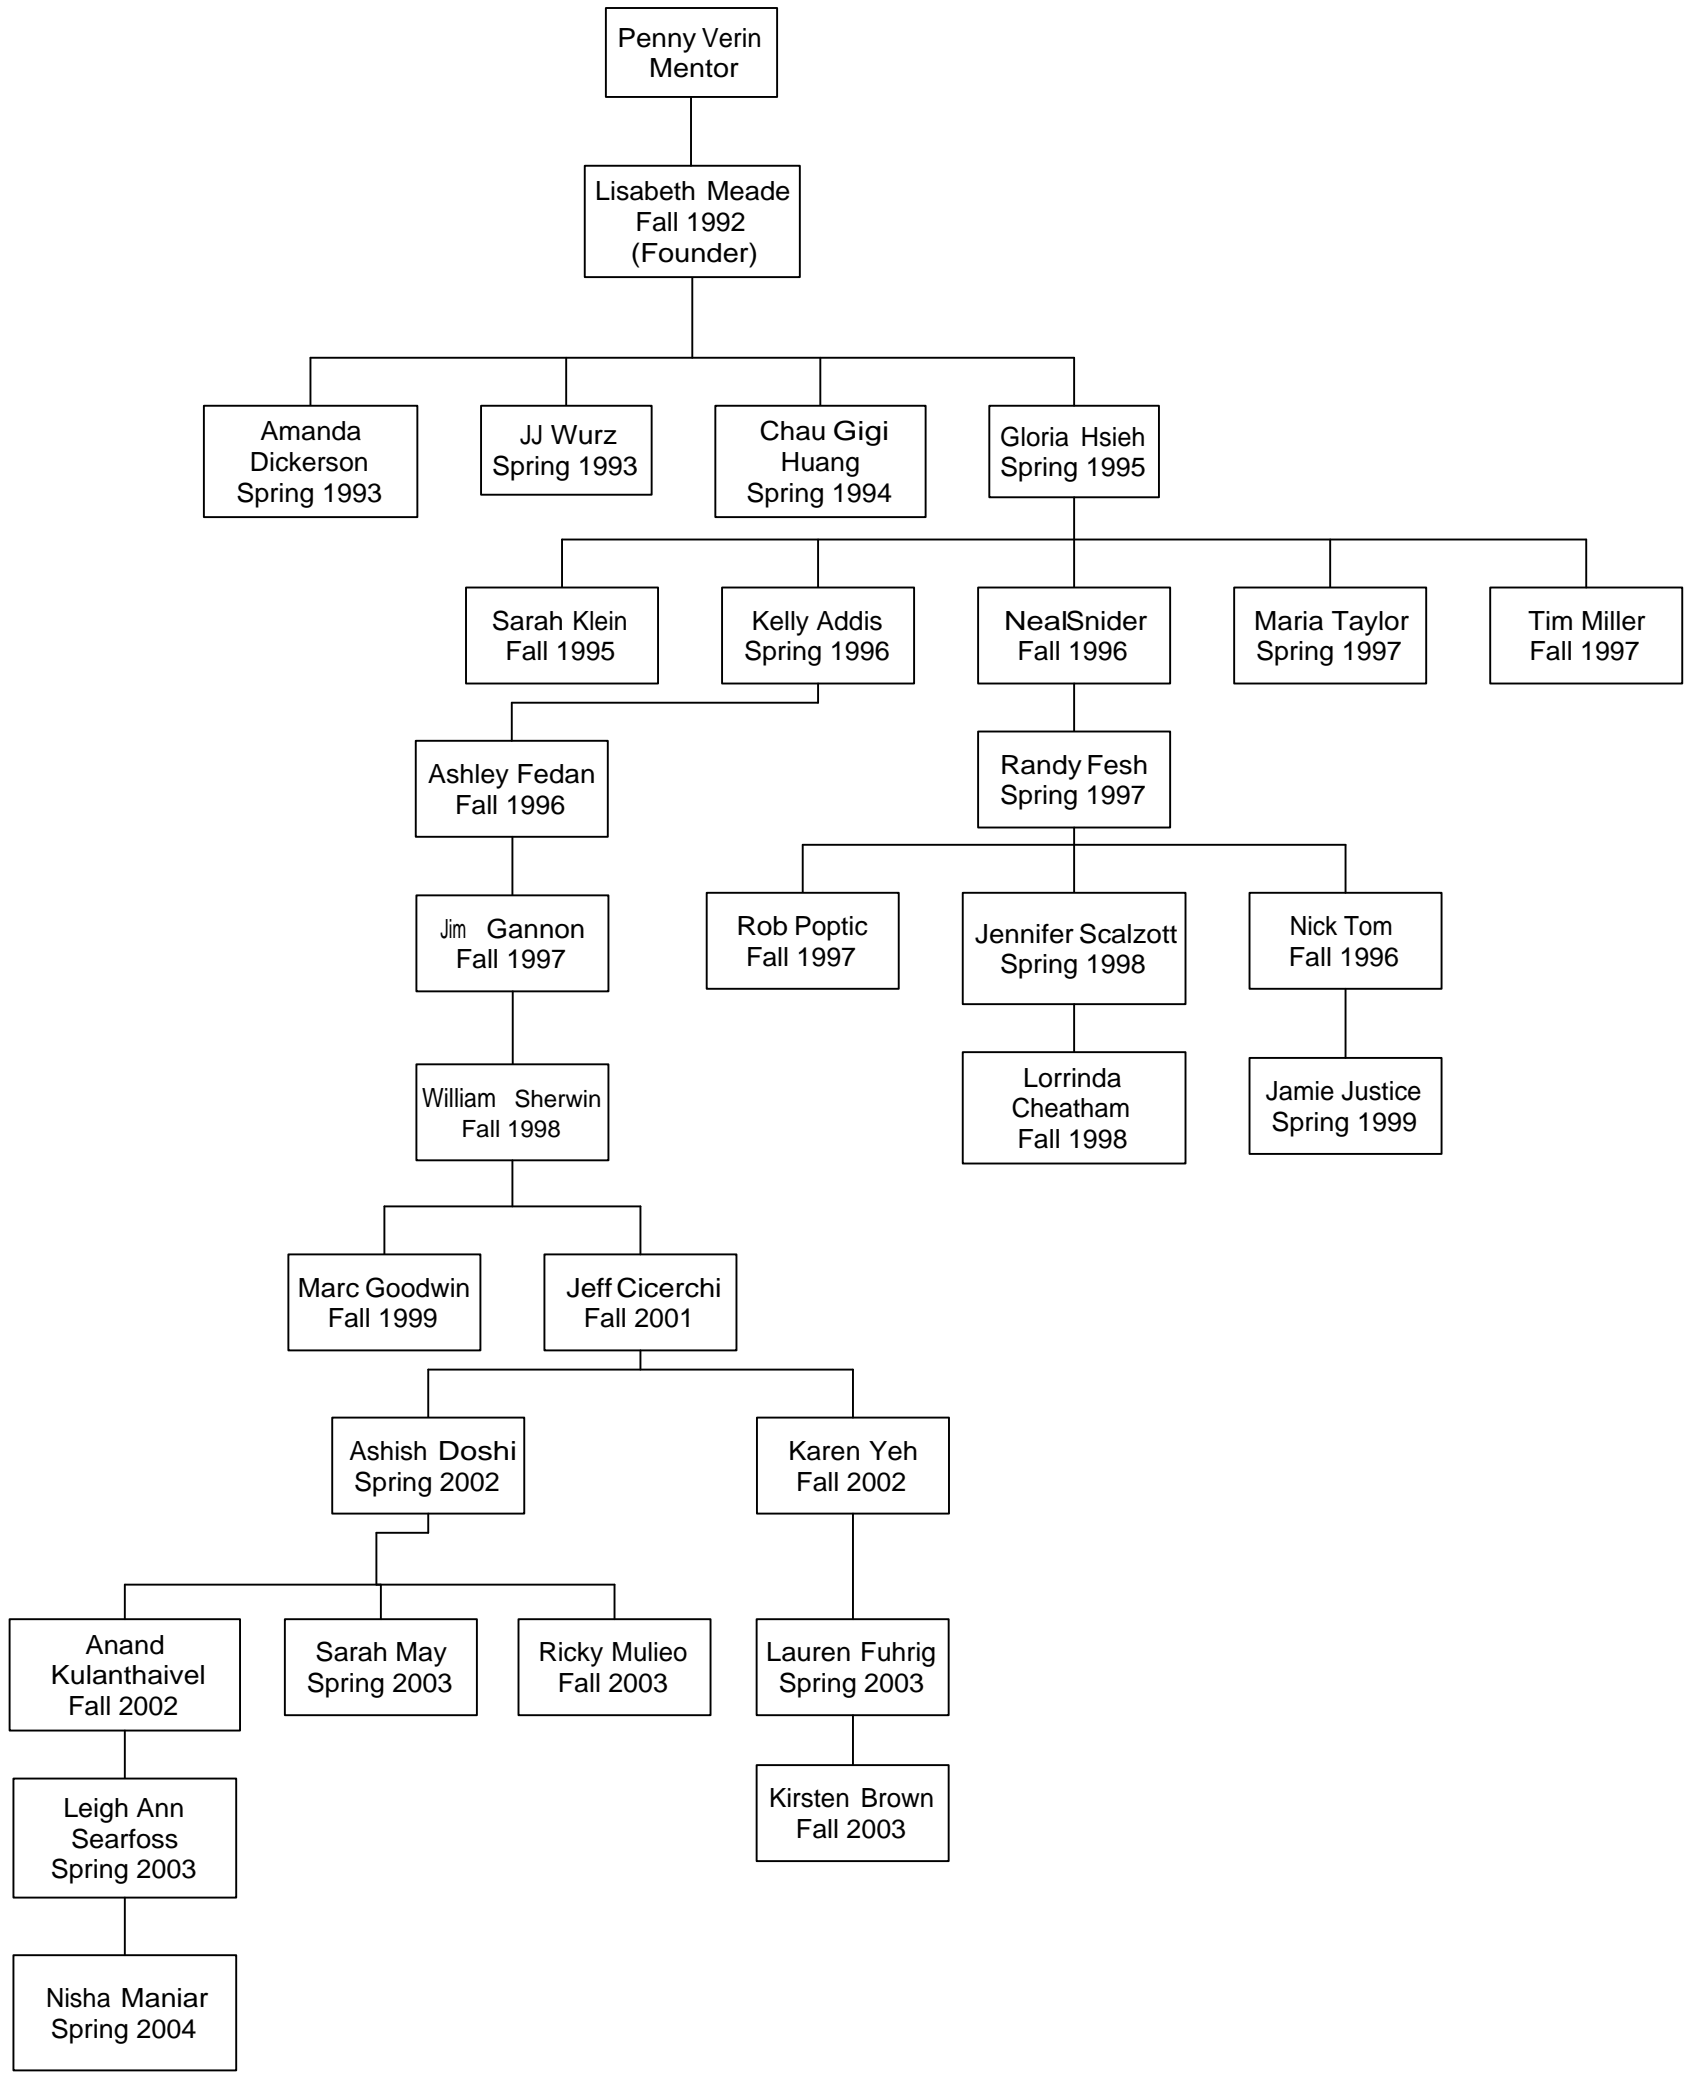 Penny Verin
Mentor
Lisabeth Meade
Fall 1992
(Founder)
Amanda
Dickerson
Spring 1993
JJ Wurz
Spring 1993
Chau Gigi
Huang
Spring 1994
Gloria Hsieh
Spring 1995
Sarah Klein
Fall 1995
Kelly Addis
Spring 1996
NealSnider
Fall 1996
Maria Taylor
Spring 1997
Tim Miller
Fall 1997
Ashley Fedan
Fall 1996
Randy Fesh
Spring 1997
Jim Gannon
Fall 1997
Rob Poptic
Fall 1997
Jennifer Scalzott
Spring 1998
Nick Tom
Fall 1996
William Sherwin
Fall 1998
Lorrinda
Cheatham
Fall 1998
Jamie Justice
Spring 1999
Marc Goodwin
Fall 1999
Jeff Cicerchi
Fall 2001
Ashish Doshi
Spring 2002
Karen Yeh
Fall 2002
Anand
Kulanthaivel
Fall 2002
Sarah May
Spring 2003
Ricky Mulieo
Fall 2003
Lauren Fuhrig
Spring 2003
Leigh Ann
Searfoss
Spring 2003
Kirsten Brown
Fall 2003
Nisha Maniar
Spring 2004